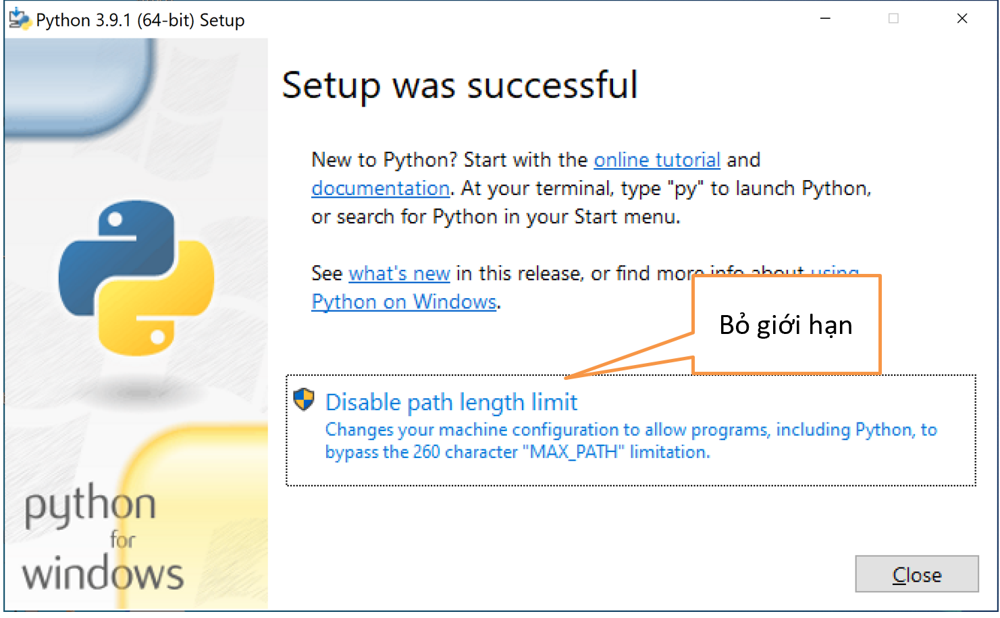 Python 3.9.1 (64-bit) Setup
Setup was successful
New to Python? Start with the online tutorial and
documentation. At your terminal, type "py" to launch Python,
or search for Python in your Start menu.
See what's new in this release, or find more info about using
Python on Windows.
Bỏ giới hạn
Disable path length limit
Changes your machine configuration to allow programs, including Python, to
bypass the 260 character "MAX_PATH" limitation.
python
for
windows
Close